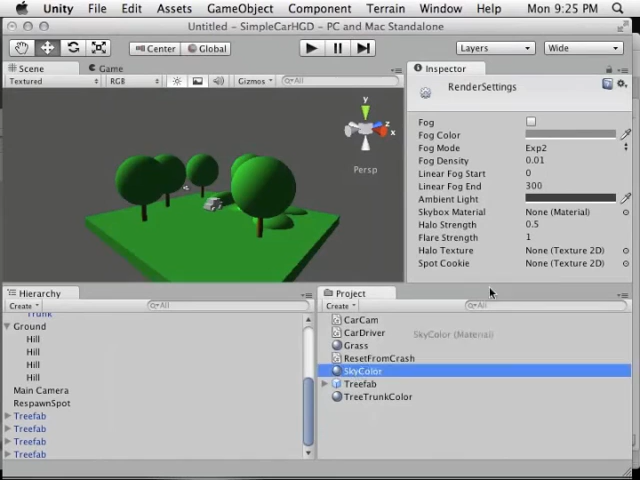 Unity File Edit Assets GameObject Component Terrain Window Help Mon 9:25 PM
Untitled - SimpleCarHGD - PC and Mac Standalone
Center Global Layers Wide
Scene Game Inspector
Textured RGB Gizmos All
RenderSettings
y
z
x
Persp
Fog
Fog Color
Fog Mode Exp2
Fog Density 0.01
Linear Fog Start 0
Linear Fog End 300
Ambient Light
Skybox Material None (Material)
Halo Strength 0.5
Flare Strength 1
Halo Texture None (Texture 2D)
Spot Cookie None (Texture 2D)
Hierarchy
Create All
Trunk
Ground
Hill
Hill
Hill
Hill
Main Camera
RespawnSpot
Treefab
Treefab
Treefab
Treefab
Project
Create All
CarCam
CarDriver
SkyColor (Material)
Grass
ResetFromCrash
SkyColor
Treefab
TreeTrunkColor